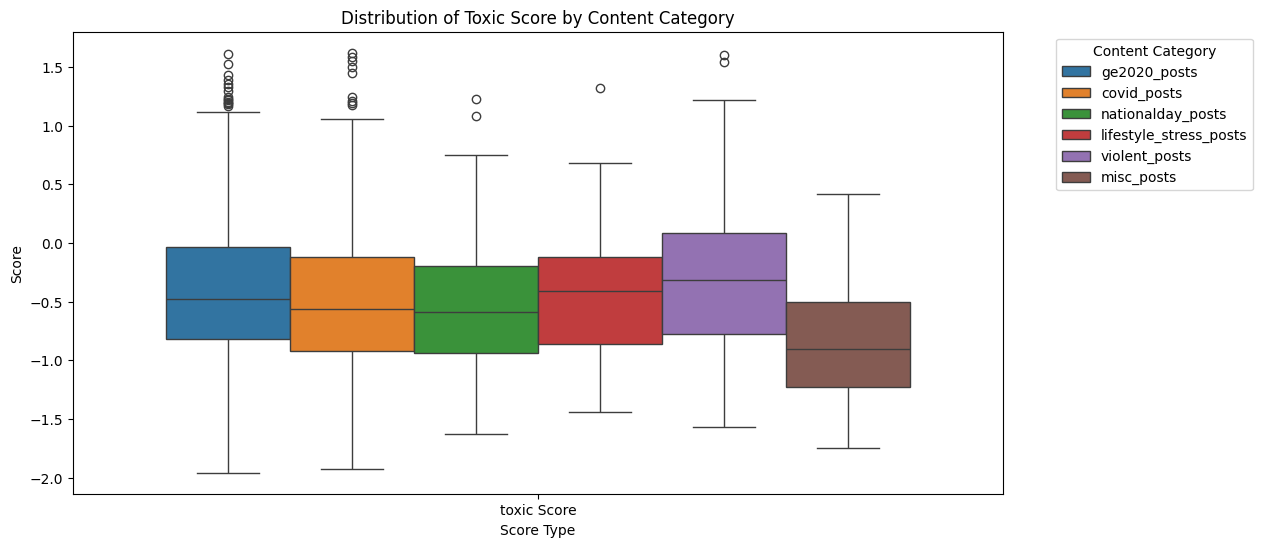 Distribution of Toxic Score by Content Category
Score
1.5
1.0
0.5
0.0
−0.5
−1.0
−1.5
−2.0
toxic Score
Score Type
Content Category
ge2020_posts
covid_posts
nationalday_posts
lifestyle_stress_posts
violent_posts
misc_posts